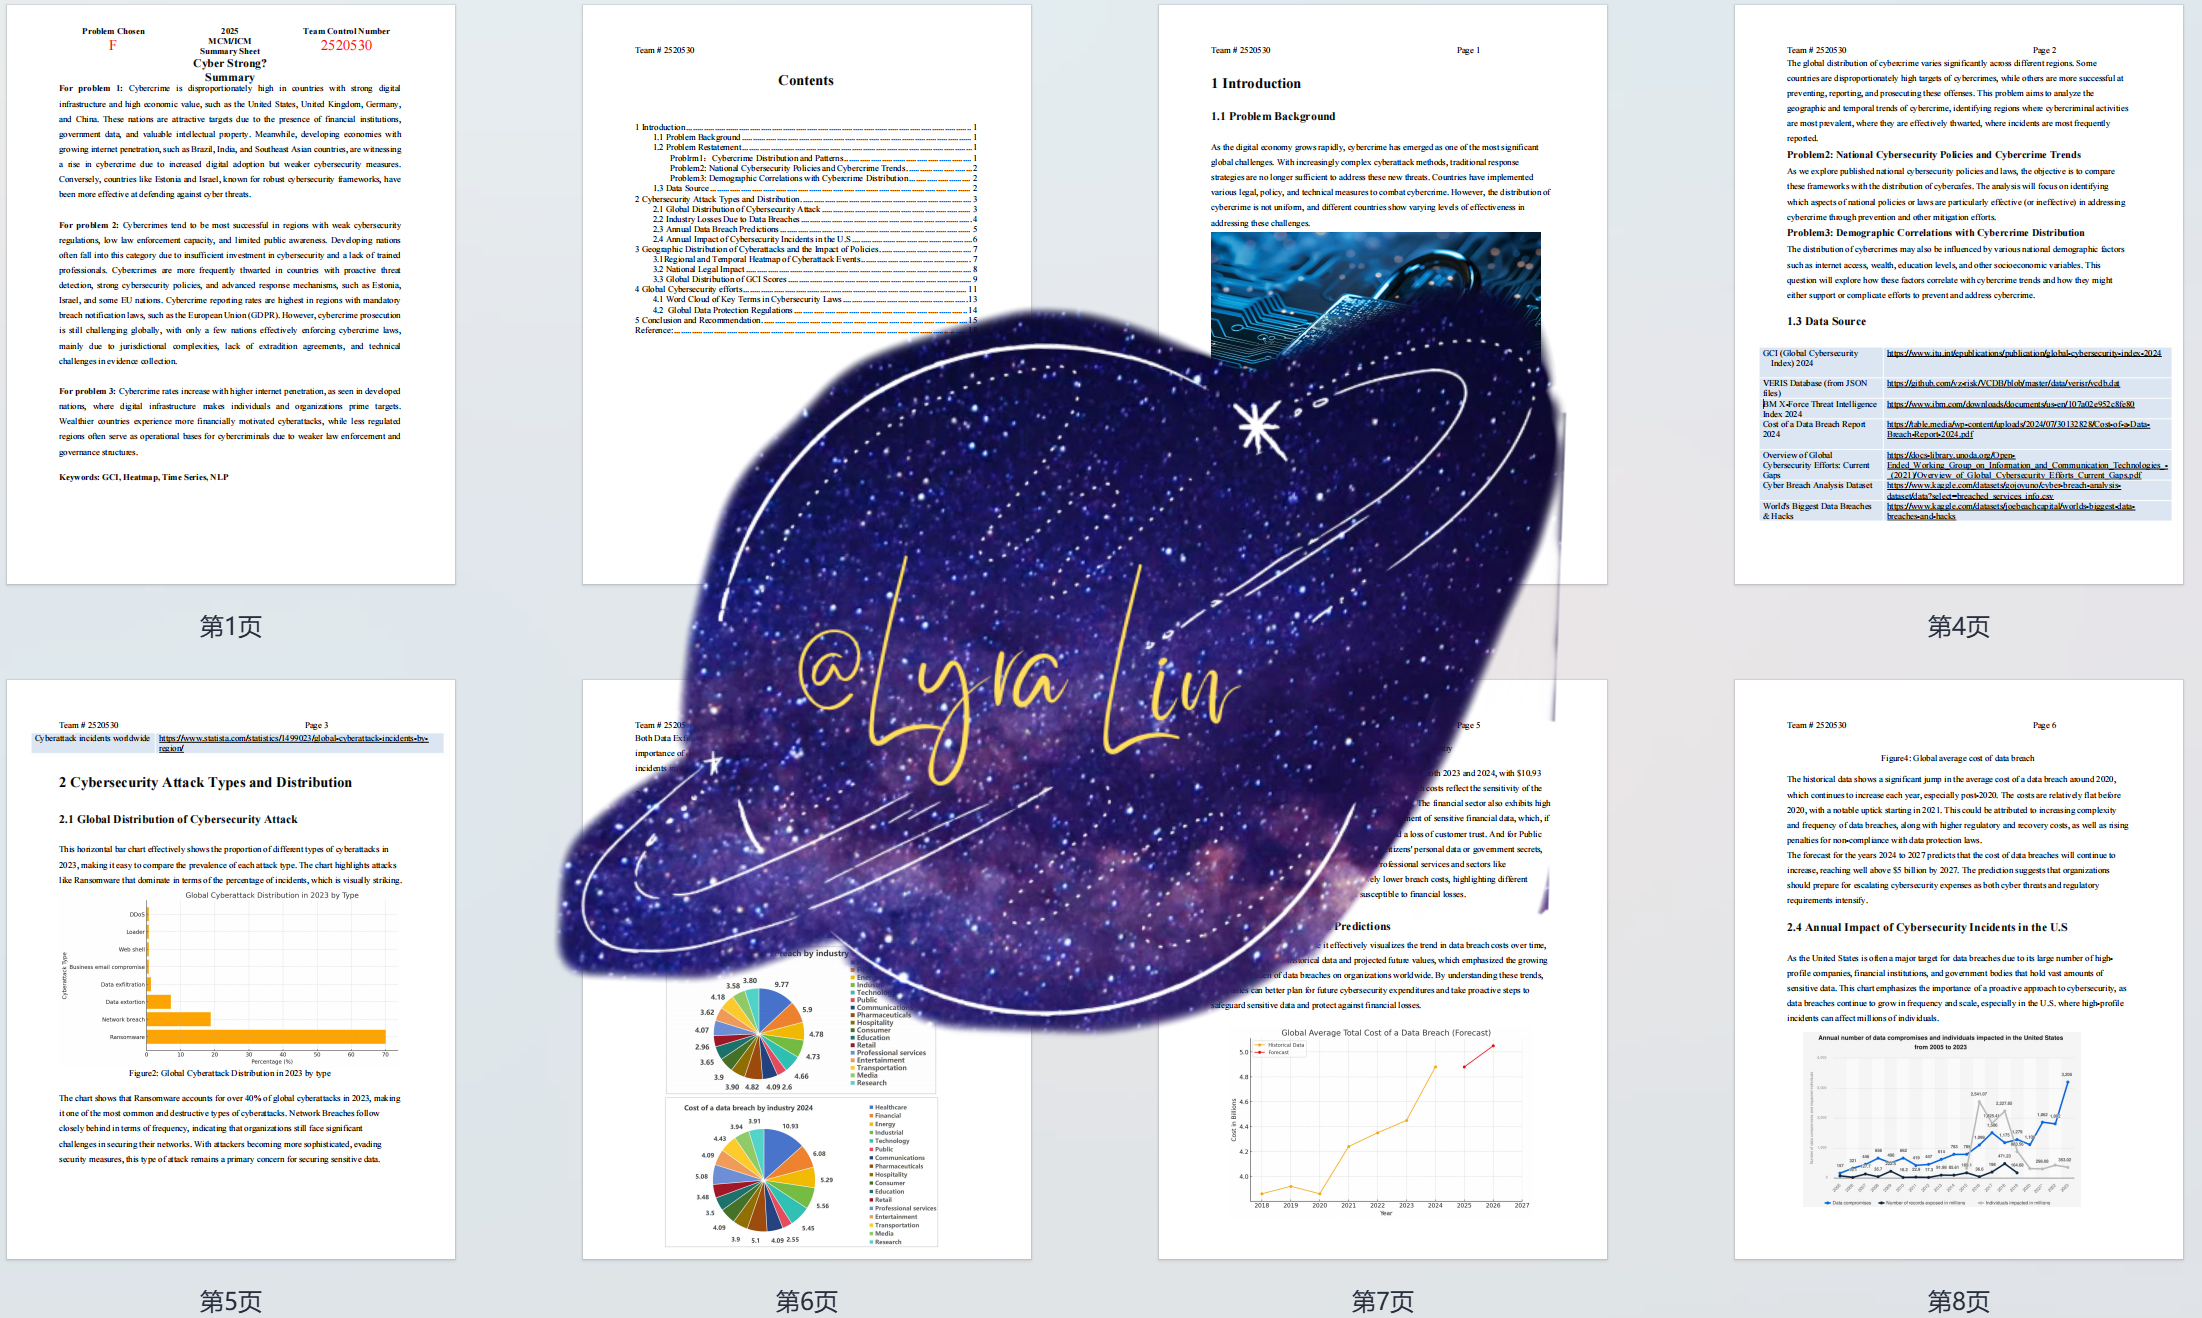 Problem Chosen
F
2025
MCM/ICM
Summary Sheet
Team Control Number
2520530
Cyber Strong?
Summary
For problem 1: Cybercrime is disproportionately high in countries with strong digital
infrastructure and high economic value, such as the United States, United Kingdom, Germany,
and China. These nations are attractive targets due to the presence of financial institutions,
government data, and valuable intellectual property. Meanwhile, developing economies with
growing internet penetration, such as Brazil, India, and Southeast Asian countries, are witnessing
a rise in cybercrime due to increased digital adoption but weaker cybersecurity measures.
Conversely, countries like Estonia and Israel, known for robust cybersecurity frameworks, have
been more effective at defending against cyber threats.
For problem 2: Cybercrimes tend to be most successful in regions with weak cybersecurity
regulations, low law enforcement capacity, and limited public awareness. Developing nations
often fall into this category due to insufficient investment in cybersecurity and a lack of trained
professionals. Cybercrimes are more frequently thwarted in countries with proactive threat
detection, strong cybersecurity policies, and advanced response mechanisms, such as Estonia,
Israel, and some EU nations. Cybercrime reporting rates are highest in regions with mandatory
breach notification laws, such as the European Union (GDPR). However, cybercrime prosecution
is still challenging globally, with only a few nations effectively enforcing cybercrime laws,
mainly due to jurisdictional complexities, lack of extradition agreements, and technical
challenges in evidence collection.
For problem 3: Cybercrime rates increase with higher internet penetration, as seen in developed
nations, where digital infrastructure makes individuals and organizations prime targets.
Wealthier countries experience more financially motivated cyberattacks, while less regulated
regions often serve as operational bases for cybercriminals due to weaker law enforcement and
governance structures.
Keywords: GCI, Heatmap, Time Series, NLP
第1页
Team # 2520530
Contents
1 Introduction 1
1.1 Problem Background 1
1.2 Problem Restatement 1
Problrm1: Cybercrime Distribution and Patterns 1
Problem2: National Cybersecurity Policies and Cybercrime Trends 2
Problem3: Demographic Correlations with Cybercrime Distribution 2
1.3 Data Source 2
2 Cybersecurity Attack Types and Distribution 3
2.1 Global Distribution of Cybersecurity Attack 3
2.2 Industry Losses Due to Data Breaches 4
2.3 Annual Data Breach Predictions 5
2.4 Annual Impact of Cybersecurity Incidents in the U.S 6
3 Geographic Distribution of Cyberattacks and the Impact of Policies 7
3.1Regional and Temporal Heatmap of Cyberattack Events 7
3.2 National Legal Impact 8
3.3 Global Distribution of GCI Scores 9
4 Global Cybersecurity efforts 11
4.1 Word Cloud of Key Terms in Cybersecurity Laws 13
4.2 Global Data Protection Regulations 14
5 Conclusion and Recommendation 15
Reference:
Team # 2520530 Page 1
1 Introduction
1.1 Problem Background
As the digital economy grows rapidly, cybercrime has emerged as one of the most significant
global challenges. With increasingly complex cyberattack methods, traditional response
strategies are no longer sufficient to address these new threats. Countries have implemented
various legal, policy, and technical measures to combat cybercrime. However, the distribution of
cybercrime is not uniform, and different countries show varying levels of effectiveness in
addressing these challenges.
Team # 2520530 Page 2
The global distribution of cybercrime varies significantly across different regions. Some
countries are disproportionately high targets of cybercrimes, while others are more successful at
preventing, reporting, and prosecuting these offenses. This problem aims to analyze the
geographic and temporal trends of cybercrime, identifying regions where cybercriminal activities
are most prevalent, where they are effectively thwarted, where incidents are most frequently
reported.
Problem2: National Cybersecurity Policies and Cybercrime Trends
As we explore published national cybersecurity policies and laws, the objective is to compare
these frameworks with the distribution of cybercafes. The analysis will focus on identifying
which aspects of national policies or laws are particularly effective (or ineffective) in addressing
cybercrime through prevention and other mitigation efforts.
Problem3: Demographic Correlations with Cybercrime Distribution
The distribution of cybercrimes may also be influenced by various national demographic factors
such as internet access, wealth, education levels, and other socioeconomic variables. This
question will explore how these factors correlate with cybercrime trends and how they might
either support or complicate efforts to prevent and address cybercrime.
1.3 Data Source
GCI (Global Cybersecurity Index) 2024 https://www.itu.int/epublications/publication/global-cybersecurity-index-2024
VERIS Database (from JSON files) https://github.com/vz-risk/VCDB/blob/master/data/verisr/vcdb.dat
BM X-Force Threat Intelligence Index 2024 https://www.ibm.com/downloads/documents/us-en/107a02e952c8fe80
Cost of a Data Breach Report 2024 https://table.media/wp-content/uploads/2024/07/30132828/Cost-of-a-Data-Breach-Report-2024.pdf
Overview of Global Cybersecurity Efforts: Current Gaps https://docs-library.unoda.org/Open-Ended_Working_Group_on_Information_and_Communication_Technologies_-_(2021)/Overview_of_Global_Cybersecurity_Efforts_Current_Gaps.pdf
Cyber Breach Analysis Dataset https://www.kaggle.com/datasets/gojoyuno/cyber-breach-analysis-dataset/data?select=breached_services_info.csv
World's Biggest Data Breaches & Hacks https://www.kaggle.com/datasets/joebeachcapital/worlds-biggest-data-breaches-and-hacks
第4页
@Lyra Lin
Team # 2520530 Page 3
Cyberattack incidents worldwide https://www.statista.com/statistics/1499023/global-cyberattack-incidents-by-region/
2 Cybersecurity Attack Types and Distribution
2.1 Global Distribution of Cybersecurity Attack
This horizontal bar chart effectively shows the proportion of different types of cyberattacks in
2023, making it easy to compare the prevalence of each attack type. The chart highlights attacks
like Ransomware that dominate in terms of the percentage of incidents, which is visually striking.
Global Cyberattack Distribution in 2023 by Type
Cyberattack Type
DDoS
Loader
Web shell
Business email compromise
Data exfiltration
Data extortion
Network breach
Ransomware
0 10 20 30 40 50 60 70
Percentage (%)
Figure2: Global Cyberattack Distribution in 2023 by type
The chart shows that Ransomware accounts for over 40% of global cyberattacks in 2023, making
it one of the most common and destructive types of cyberattacks. Network Breaches follow
closely behind in terms of frequency, indicating that organizations still face significant
challenges in securing their networks. With attackers becoming more sophisticated, evading
security measures, this type of attack remains a primary concern for securing sensitive data.
第5页
Team # 2520
Both Data Ex
importance of
incidents in
each by industry
3.80 9.77
3.58
4.18 5.9
3.62
4.07 4.78
2.96
3.65 4.73
3.9 4.66
3.90 4.82 4.09 2.6
Technolo
Public
Communication
Pharmaceuticals
Hospitality
Consumer
Education
Retail
Professional services
Entertainment
Transportation
Media
Research
Cost of a data breach by industry 2024
3.91 10.93
3.94
4.43 6.08
4.09
5.08 5.29
3.48 5.56
3.5
4.09 5.45
3.9 5.1 4.09 2.55
Healthcare
Financial
Energy
Industrial
Technology
Public
Communications
Pharmaceuticals
Hospitality
Consumer
Education
Retail
Professional services
Entertainment
Transportation
Media
Research
第6页
Page 5
th 2023 and 2024, with $10.93
costs reflect the sensitivity of the
The financial sector also exhibits high
ment of sensitive financial data, which, if
d a loss of customer trust. And for Public
itizens' personal data or government secrets,
rofessional services and sectors like
ely lower breach costs, highlighting different
susceptible to financial losses.
Predictions
it effectively visualizes the trend in data breach costs over time,
storical data and projected future values, which emphasized the growing
of data breaches on organizations worldwide. By understanding these trends,
can better plan for future cybersecurity expenditures and take proactive steps to
safeguard sensitive data and protect against financial losses.
Global Average Total Cost of a Data Breach (Forecast)
Historical Data
Forecast
Cost in Billions
5.0
4.8
4.6
4.4
4.2
4.0
2018 2019 2020 2021 2022 2023 2024 2025 2026 2027
Year
第7页
Team # 2520530 Page 6
Figure4: Global average cost of data breach
The historical data shows a significant jump in the average cost of a data breach around 2020,
which continues to increase each year, especially post-2020. The costs are relatively flat before
2020, with a notable uptick starting in 2021. This could be attributed to increasing complexity
and frequency of data breaches, along with higher regulatory and recovery costs, as well as rising
penalties for non-compliance with data protection laws.
The forecast for the years 2024 to 2027 predicts that the cost of data breaches will continue to
increase, reaching well above $5 billion by 2027. The prediction suggests that organizations
should prepare for escalating cybersecurity expenses as both cyber threats and regulatory
requirements intensify.
2.4 Annual Impact of Cybersecurity Incidents in the U.S
As the United States is often a major target for data breaches due to its large number of high-
profile companies, financial institutions, and government bodies that hold vast amounts of
sensitive data. This chart emphasizes the importance of a proactive approach to cybersecurity, as
data breaches continue to grow in frequency and scale, especially in the U.S. where high-profile
incidents can affect millions of individuals.
Annual number of data compromises and individuals impacted in the United States
from 2005 to 2023
Data compromises Number of records exposed in millions Individuals impacted in millions
第8页